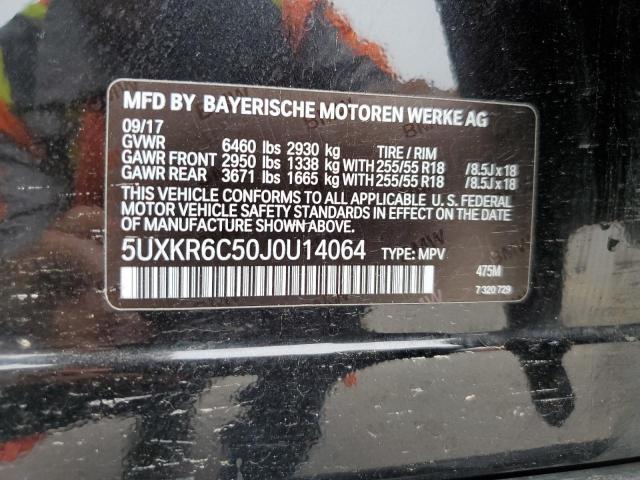 MFD BY BAYERISCHE MOTOREN WERKE AG
09/17
GVWR 6460 lbs 2930 kg TIRE / RIM
GAWR FRONT 2950 lbs 1338 kg WITH 255/55 R18 /8.5J x 18
GAWR REAR 3671 lbs 1665 kg WITH 255/55 R18 /8.5J x 18
THIS VEHICLE CONFORMS TO ALL APPLICABLE U. S. FEDERAL
MOTOR VEHICLE SAFETY STANDARDS IN EFFECT ON THE DATE
OF MANUFACTURE SHOWN ABOVE.
5UXKR6C50J0U14064 TYPE: MPV
475M
7 320 729